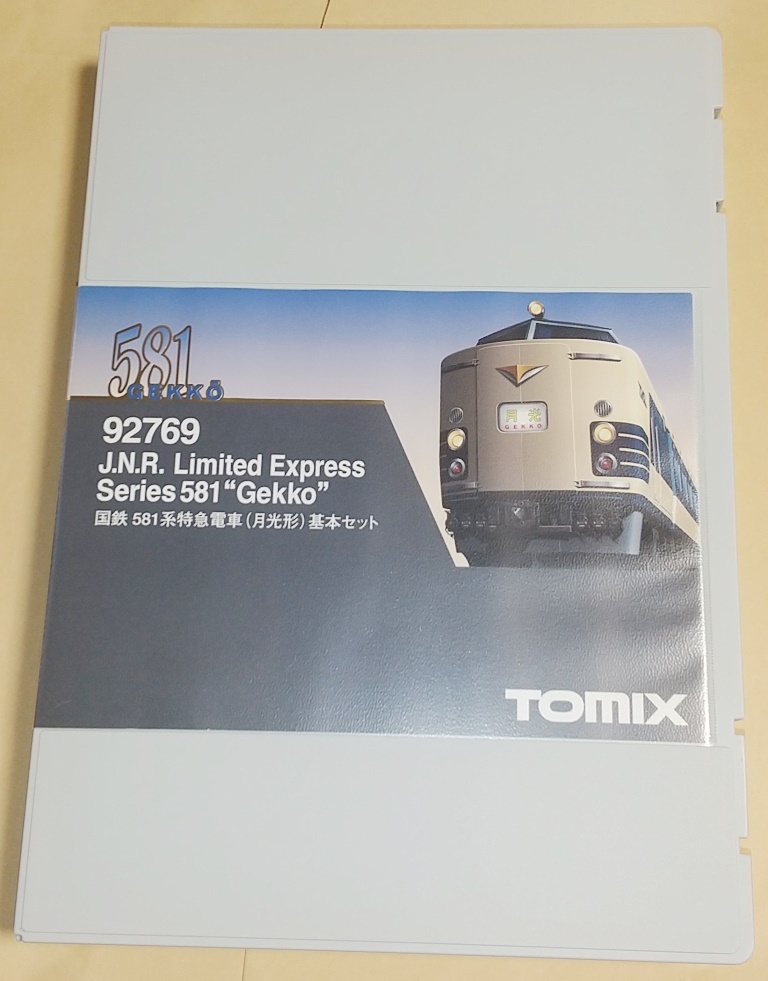 581
GEKKŌ
92769
J.N.R. Limited Express
Series 581 “Gekko”
国鉄 581系特急電車(月光形)基本セット
月光
GEKKO
TOMIX